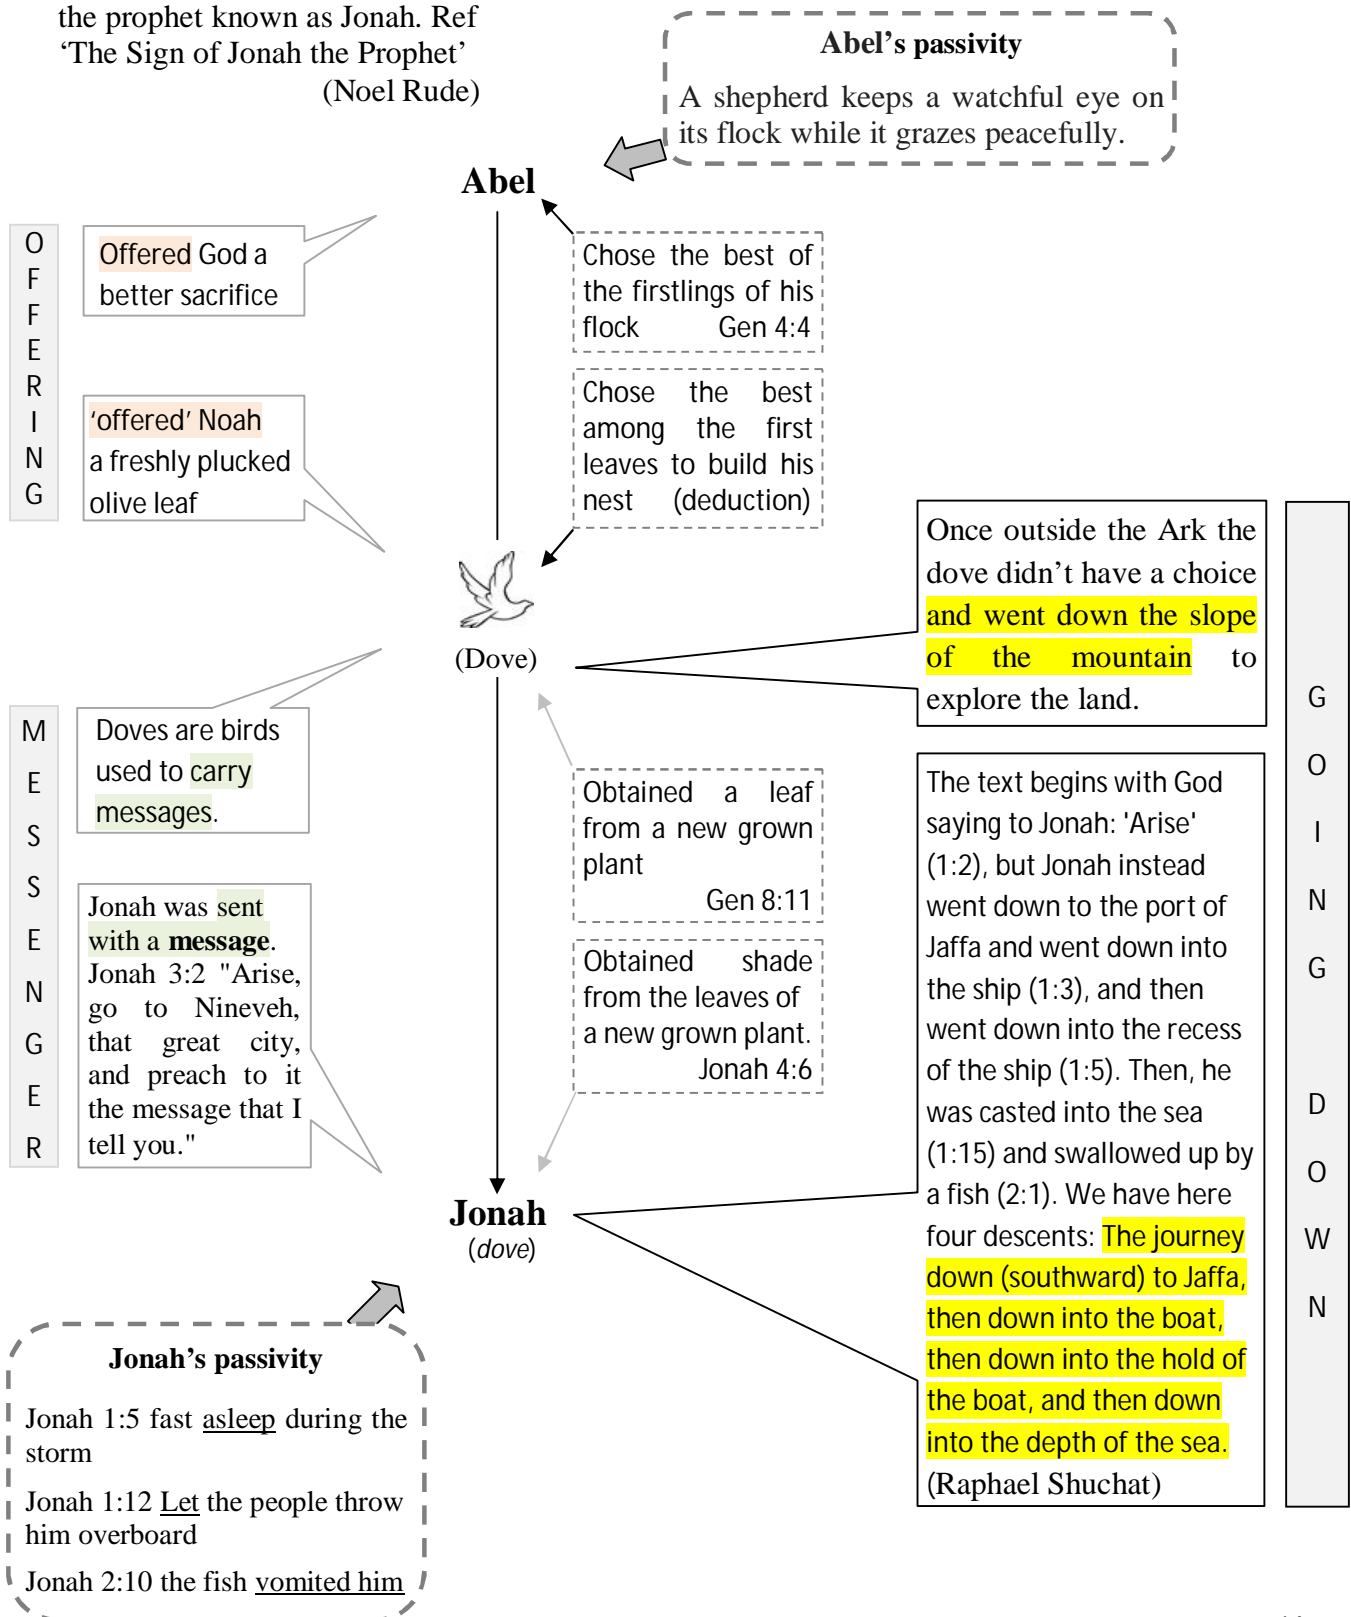 the prophet known as Jonah. Ref
‘The Sign of Jonah the Prophet’
(Noel Rude)
Abel’s passivity
A shepherd keeps a watchful eye on
its flock while it grazes peacefully.
Abel
OFFERING
Offered God a
better sacrifice
Chose the best of
the firstlings of his
flock Gen 4:4
‘offered’ Noah
a freshly plucked
olive leaf
Chose the best
among the first
leaves to build his
nest (deduction)
(Dove)
Once outside the Ark the
dove didn’t have a choice
and went down the slope
of the mountain to
explore the land.
GOING DOWN
MESSENGER
Doves are birds
used to carry
messages.
Obtained a leaf
from a new grown
plant
Gen 8:11
Jonah was sent
with a message.
Jonah 3:2 "Arise,
go to Nineveh,
that great city,
and preach to it
the message that I
tell you."
Obtained shade
from the leaves of
a new grown plant.
Jonah 4:6
The text begins with God
saying to Jonah: 'Arise'
(1:2), but Jonah instead
went down to the port of
Jaffa and went down into
the ship (1:3), and then
went down into the recess
of the ship (1:5). Then, he
was casted into the sea
(1:15) and swallowed up by
a fish (2:1). We have here
four descents: The journey
down (southward) to Jaffa,
then down into the boat,
then down into the hold of
the boat, and then down
into the depth of the sea.
(Raphael Shuchat)
Jonah
(dove)
Jonah’s passivity
Jonah 1:5 fast asleep during the
storm
Jonah 1:12 Let the people throw
him overboard
Jonah 2:10 the fish vomited him